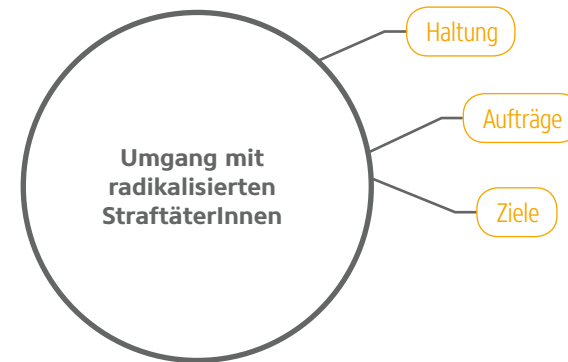 Haltung
Aufträge
Umgang mit
radikalisierten
StraftäterInnen
Ziele